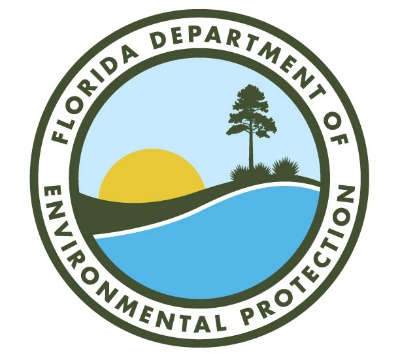 FLORIDA DEPARTMENT OF
ENVIRONMENTAL PROTECTION